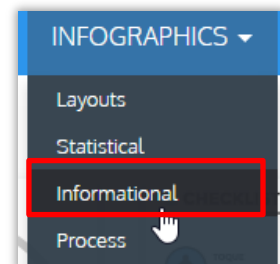 INFOGRAPHICS
Layouts
Statistical
Informational
Process